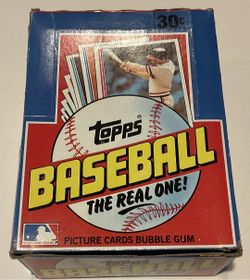 30¢
TOPPS
BASEBALL
THE REAL ONE!
PICTURE CARDS BUBBLE GUM